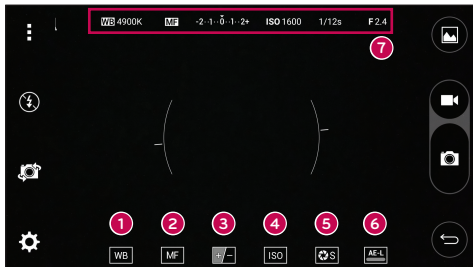 WB 4900K MF -2··1··0··1··2+ ISO 1600 1/12s F 2.4
7
1 2 3 4 5 6
WB MF +/- ISO S AE-L